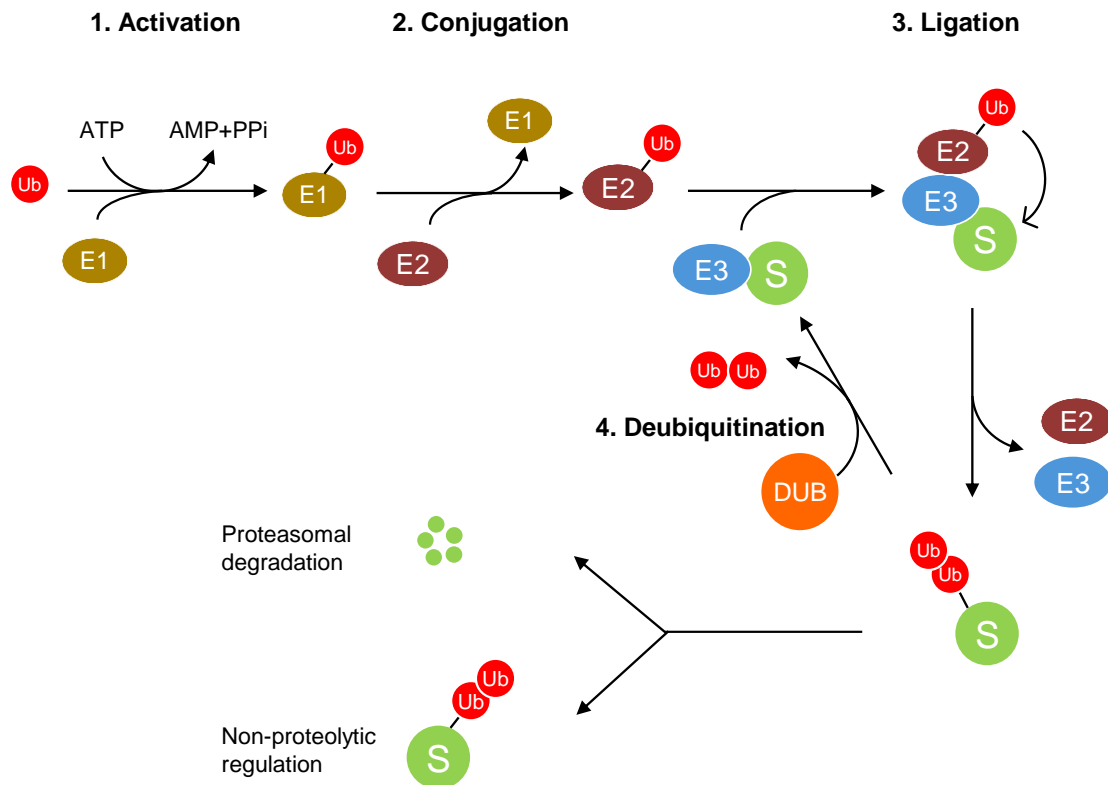 1. Activation
2. Conjugation
3. Ligation
ATP
AMP+PPi
Ub
E1
Ub
E1
E1
E2
Ub
E2
E3
S
Ub
E2
E3
S
Ub Ub
4. Deubiquitination
DUB
E2
E3
Proteasomal
degradation
Ub
Ub
S
Non-proteolytic
regulation
Ub
Ub
S